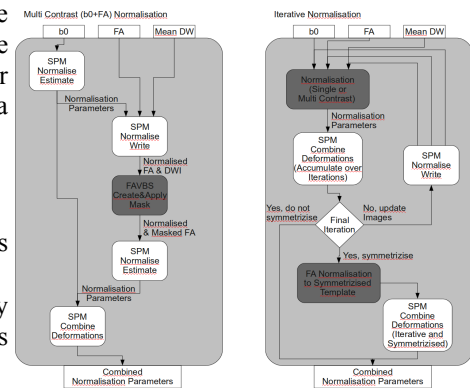 e
e
r
a
s
y
s
Multi Contrast (b0+FA) Normalisation
b0
FA
Mean DW
SPM
Normalise
Estimate
Normalisation
Parameters
SPM
Normalise
Write
Normalised
FA & DWI
FAVBS
Create&Apply
Mask
Normalised
& Masked FA
SPM
Normalise
Estimate
Normalisation
Parameters
SPM
Combine
Deformations
Combined
Normalisation Parameters
Iterative Normalisation
b0
FA
Mean DW
Normalisation
(Single or
Multi Contrast)
Normalisation
Parameters
SPM
Combine
Deformations
(Accumulate over
Iterations)
SPM
Normalise
Write
Yes, do not
symmetrizise
Final
Iteration
No, update
Images
Yes, symmetrizise
FA Normalisation
to Symmetrizised
Template
SPM
Combine
Deformations
(Iterative and
Symmetrizised)
Combined
Normalisation Parameters